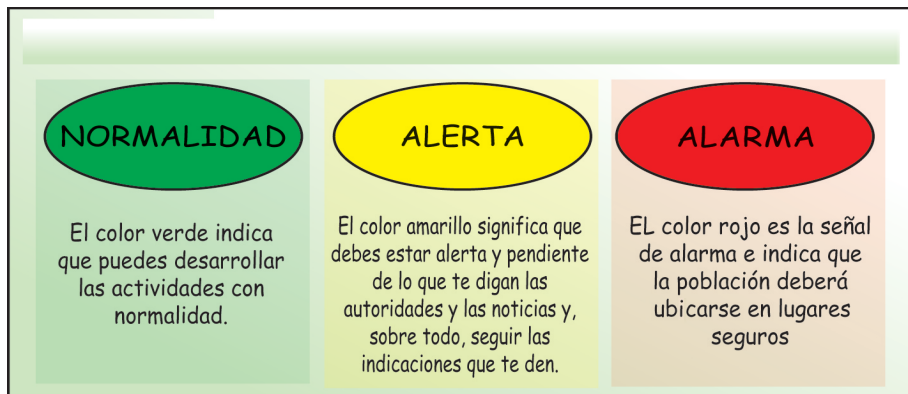 NORMALIDAD
El color verde indica
que puedes desarrollar
las actividades con
normalidad.
ALERTA
El color amarillo significa que
debes estar alerta y pendiente
de lo que te digan las
autoridades y las noticias y,
sobre todo, seguir las
indicaciones que te den.
ALARMA
EL color rojo es la señal
de alarma e indica que
la población deberá
ubicarse en lugares
seguros